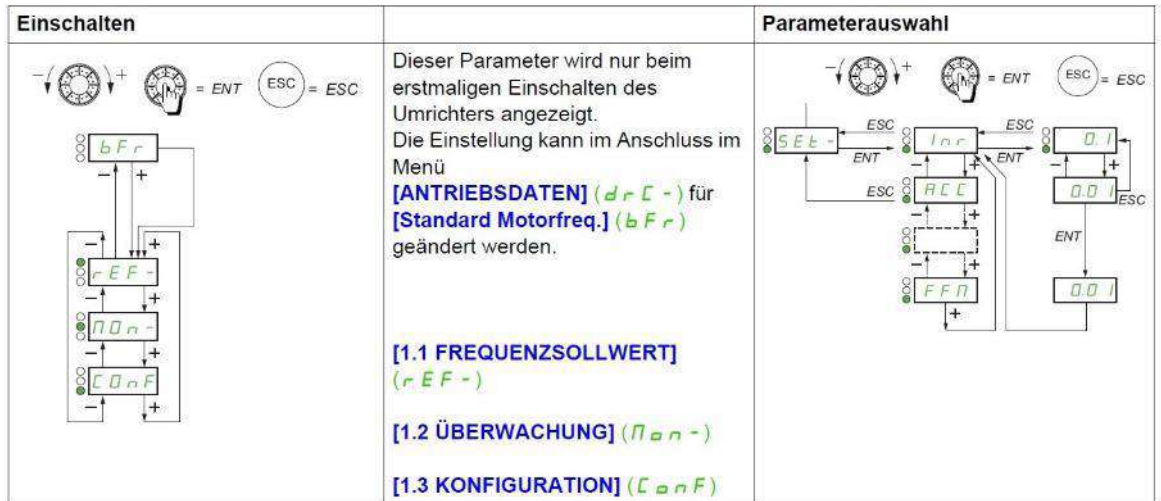 Einschalten
Parameterauswahl
- + = ENT ESC = ESC
bFr
- +
-
rEF-
- +
MOn-
- +
COnF
- +
Dieser Parameter wird nur beim
erstmaligen Einschalten des
Umrichters angezeigt.
Die Einstellung kann im Anschluss im
Menü
[ANTRIEBSDATEN] (drC-) für
[Standard Motorfreq.] (bFr)
geändert werden.
[1.1 FREQUENZSOLLWERT]
(rEF-)
[1.2 ÜBERWACHUNG] (Mon-)
[1.3 KONFIGURATION] (ConF)
- + = ENT ESC = ESC
ESC ESC
SEt- Inr 0.1
ENT ENT
- + - +
ESC ACC 0.01 ESC
- +
ENT
- +
FFM 0.01
+